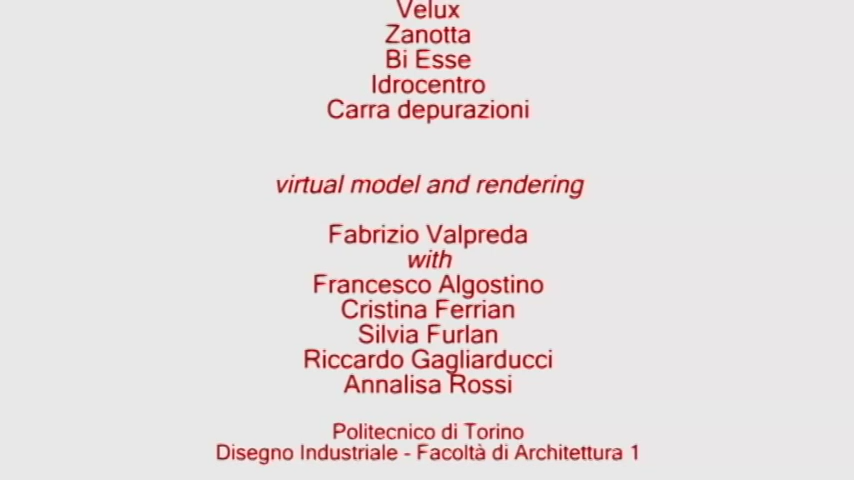 Velux
Zanotta
Bi Esse
Idrocentro
Carra depurazioni
virtual model and rendering
Fabrizio Valpreda
with
Francesco Algostino
Cristina Ferrian
Silvia Furlan
Riccardo Gagliarducci
Annalisa Rossi
Politecnico di Torino
Disegno Industriale - Facoltà di Architettura 1